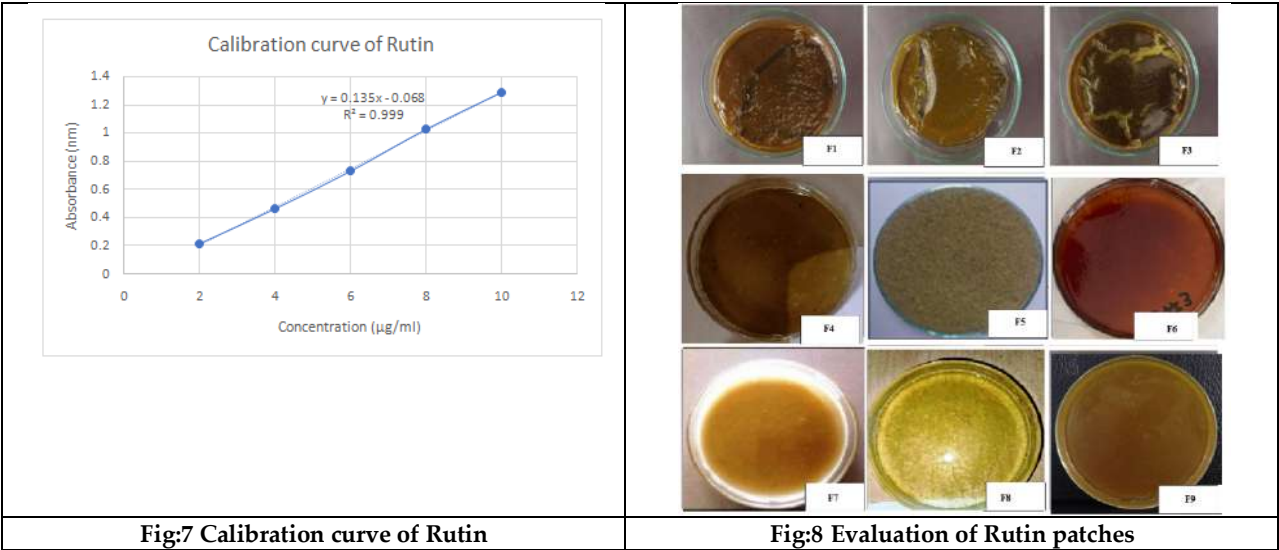 Calibration curve of Rutin
1.4
1.2
1
0.8
0.6
0.4
0.2
0
y = 0.135x - 0.068
R² = 0.999
Absorbance (nm)
0 2 4 6 8 10 12
Concentration (µg/ml)
F1 F2 F3
F4 F5 F6
F7 F8 F9
Fig:7 Calibration curve of Rutin
Fig:8 Evaluation of Rutin patches